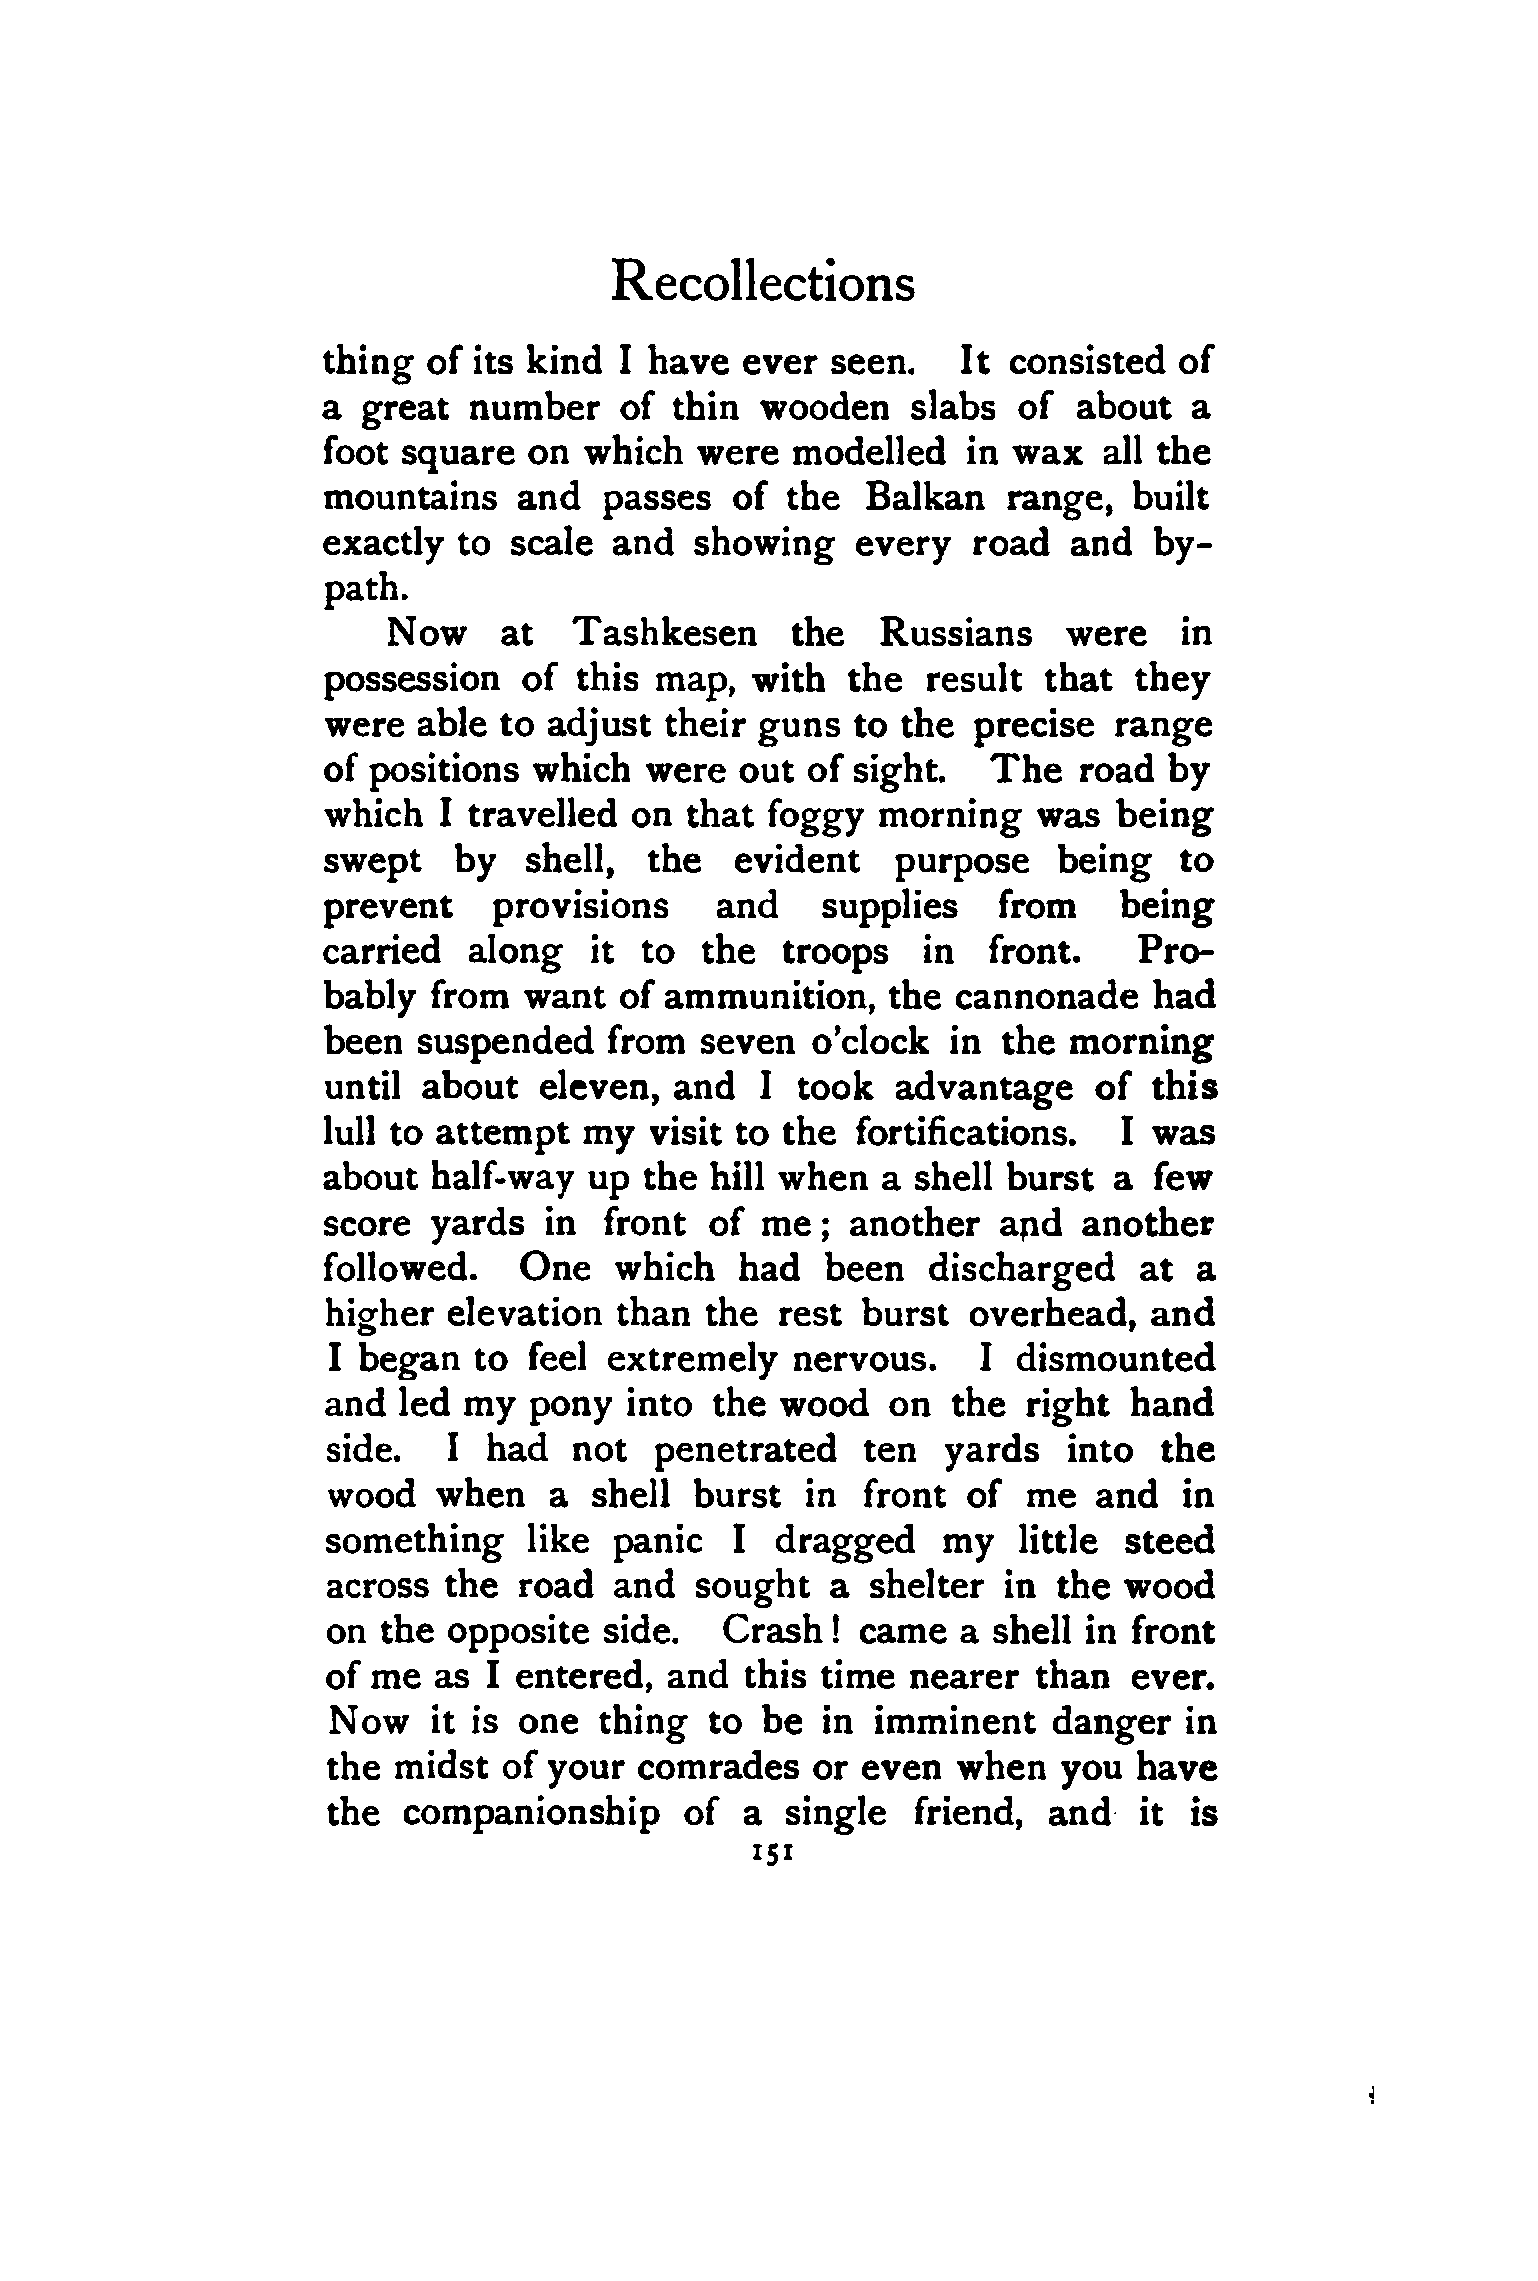 Recollections
thing of its kind I have ever seen. It consisted of
a great number of thin wooden slabs of about a
foot square on which were modelled in wax all the
mountains and passes of the Balkan range, built
exactly to scale and showing every road and by-
path.
Now at Tashkesen the Russians were in
possession of this map, with the result that they
were able to adjust their guns to the precise range
of positions which were out of sight. The road by
which I travelled on that foggy morning was being
swept by shell, the evident purpose being to
prevent provisions and supplies from being
carried along it to the troops in front. Pro-
bably from want of ammunition, the cannonade had
been suspended from seven o'clock in the morning
until about eleven, and I took advantage of this
lull to attempt my visit to the fortifications. I was
about half-way up the hill when a shell burst a few
score yards in front of me; another and another
followed. One which had been discharged at a
higher elevation than the rest burst overhead, and
I began to feel extremely nervous. I dismounted
and led my pony into the wood on the right hand
side. I had not penetrated ten yards into the
wood when a shell burst in front of me and in
something like panic I dragged my little steed
across the road and sought a shelter in the wood
on the opposite side. Crash! came a shell in front
of me as I entered, and this time nearer than ever.
Now it is one thing to be in imminent danger in
the midst of your comrades or even when you have
the companionship of a single friend, and it is
151